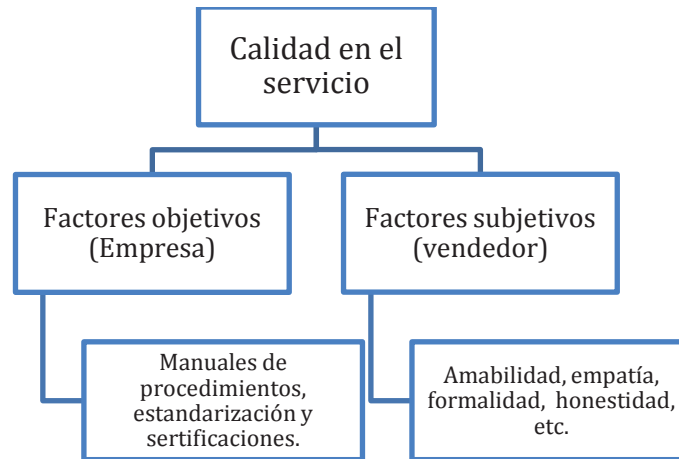 Calidad en el
servicio
Factores objetivos
(Empresa)
Factores subjetivos
(vendedor)
Manuales de
procedimientos,
estandarización y
sertificaciones.
Amabilidad, empatía,
formalidad, honestidad,
etc.